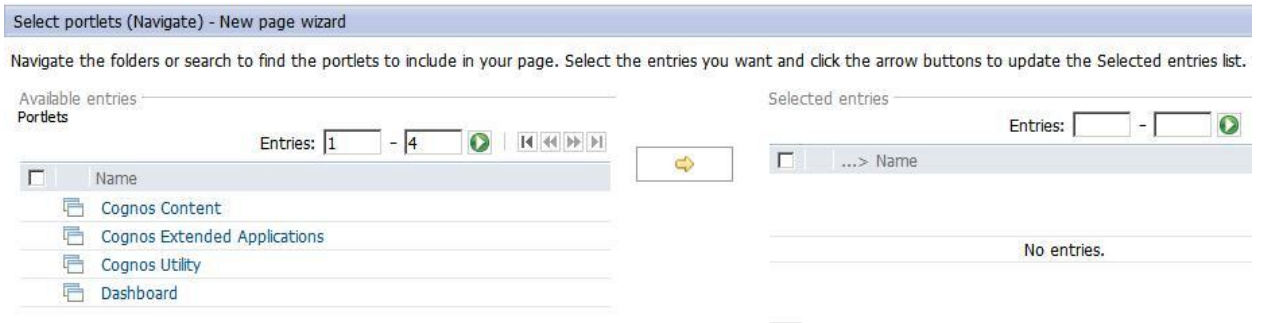 Select portlets (Navigate) - New page wizard
Navigate the folders or search to find the portlets to include in your page. Select the entries you want and click the arrow buttons to update the Selected entries list.
Available entries
Portlets
Entries: 1 - 4
Name
Cognos Content
Cognos Extended Applications
Cognos Utility
Dashboard
Selected entries
Entries: -
...> Name
No entries.